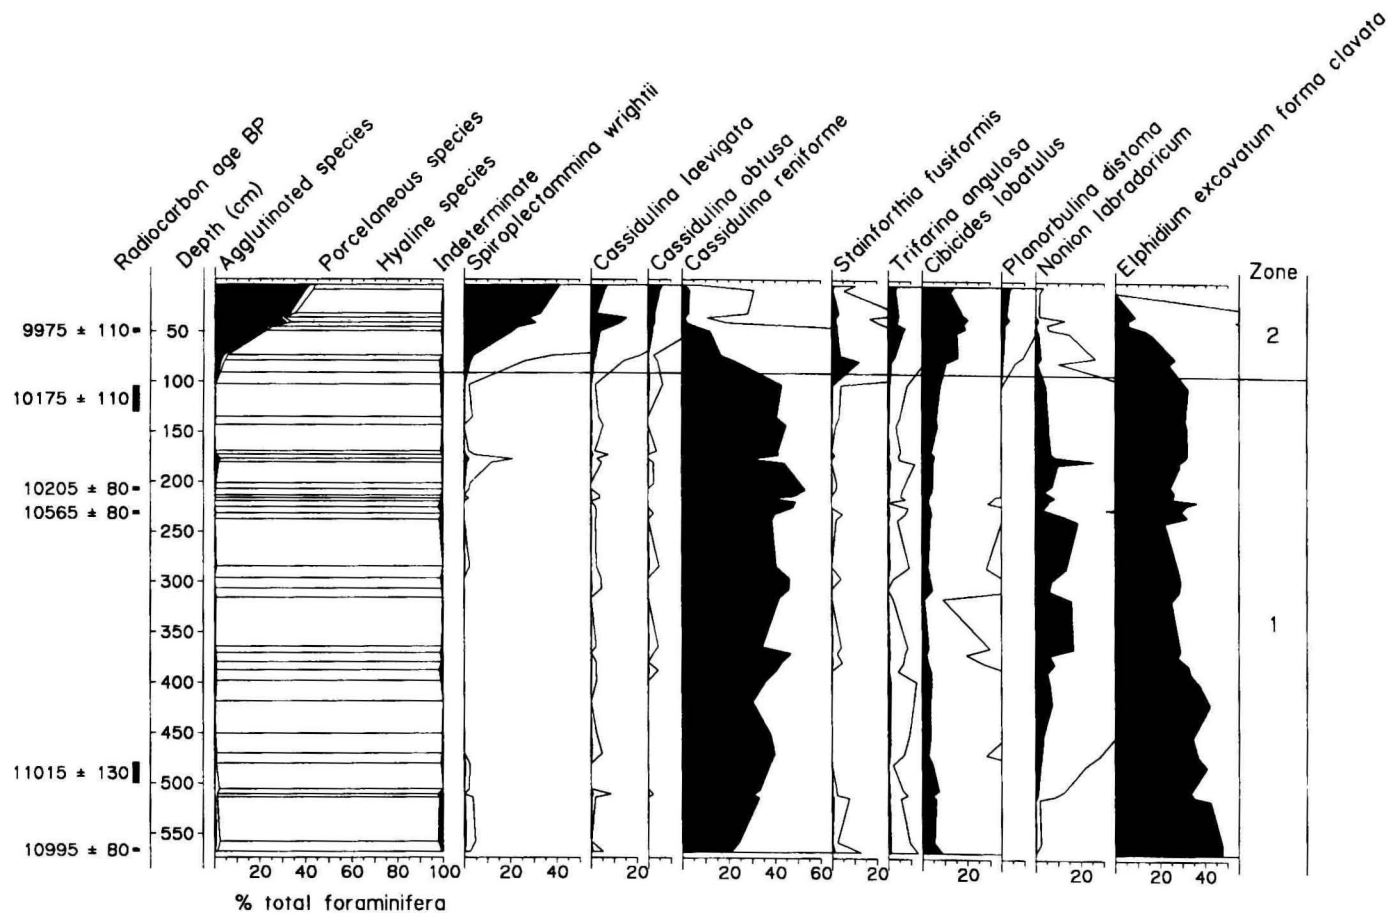 Radiocarbon age BP
Depth (cm)
Agglutinated species
Porcelaneous species
Hyaline species
Indeterminate
Spiroplectammina wrightii
Cassidulina laevigata
Cassidulina obtusa
Cassidulina reniforme
Stainforthia fusiformis
Trifarina angulosa
Cibicides lobatulus
Planorbulina distoma
Nonion labradoricum
Elphidium excavatum forma clavata
Zone
9975 ± 110
50
2
100
10175 ± 110
150
200
10205 ± 80
10565 ± 80
250
300
350
1
400
450
11015 ± 130
500
550
10995 ± 80
20 40 60 80 100 20 40 20 20 40 60 20 20 20 20 40
% total foraminifera